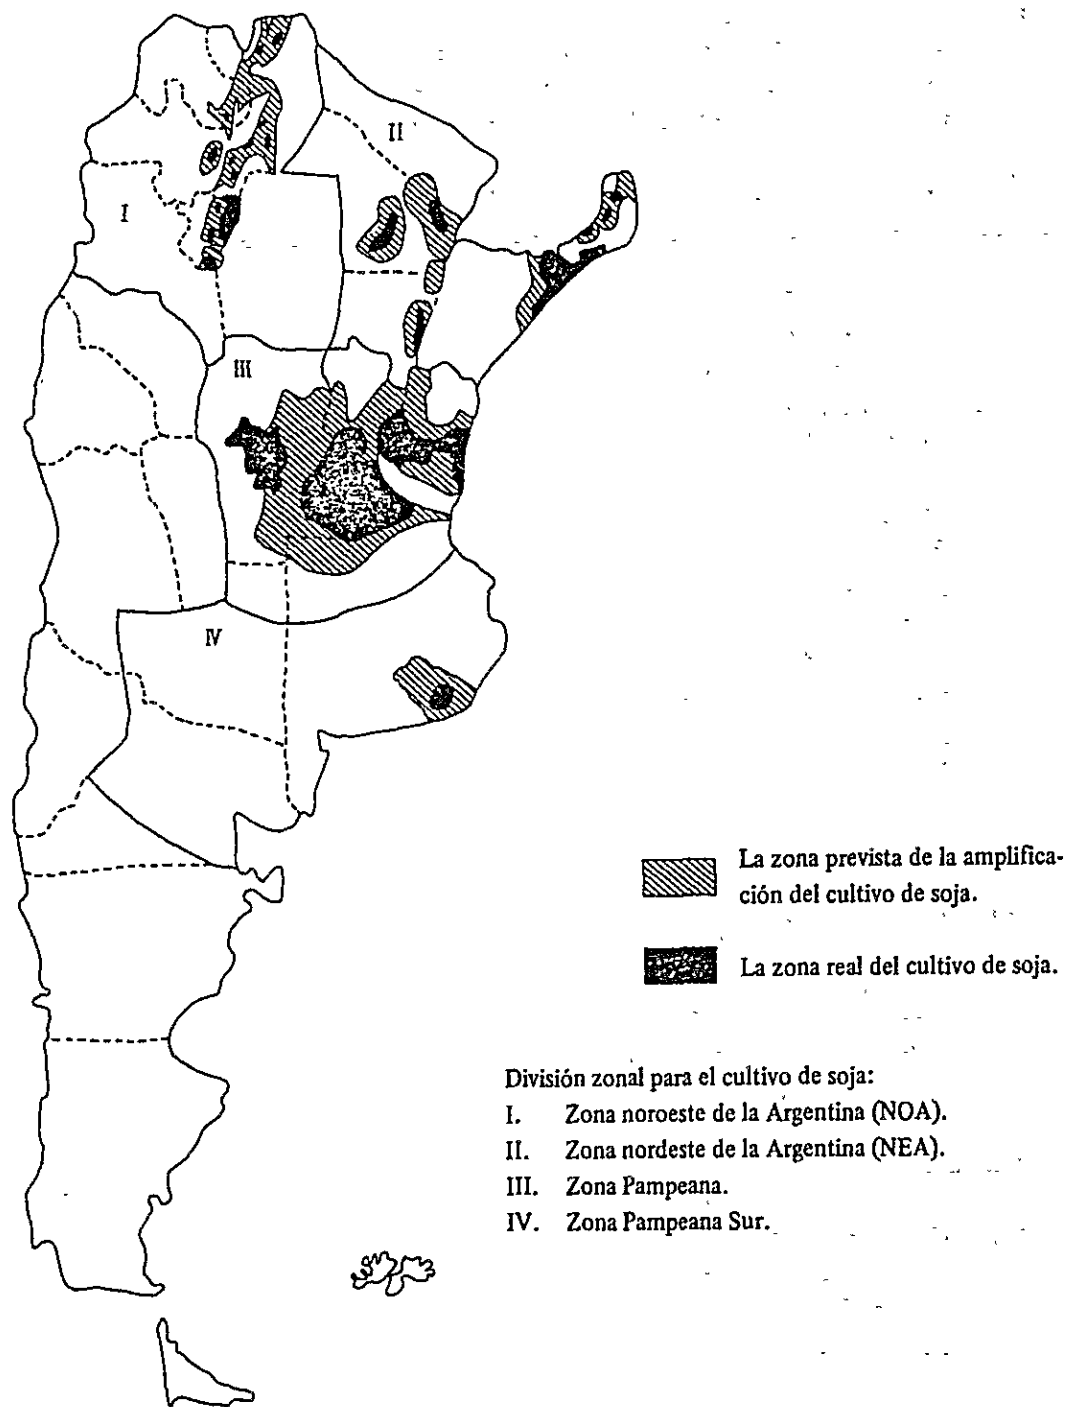 II
I
III
IV
La zona prevista de la amplifica-
ción del cultivo de soja.
La zona real del cultivo de soja.
División zonal para el cultivo de soja:
I. Zona noroeste de la Argentina (NOA).
II. Zona nordeste de la Argentina (NEA).
III. Zona Pampeana.
IV. Zona Pampeana Sur.